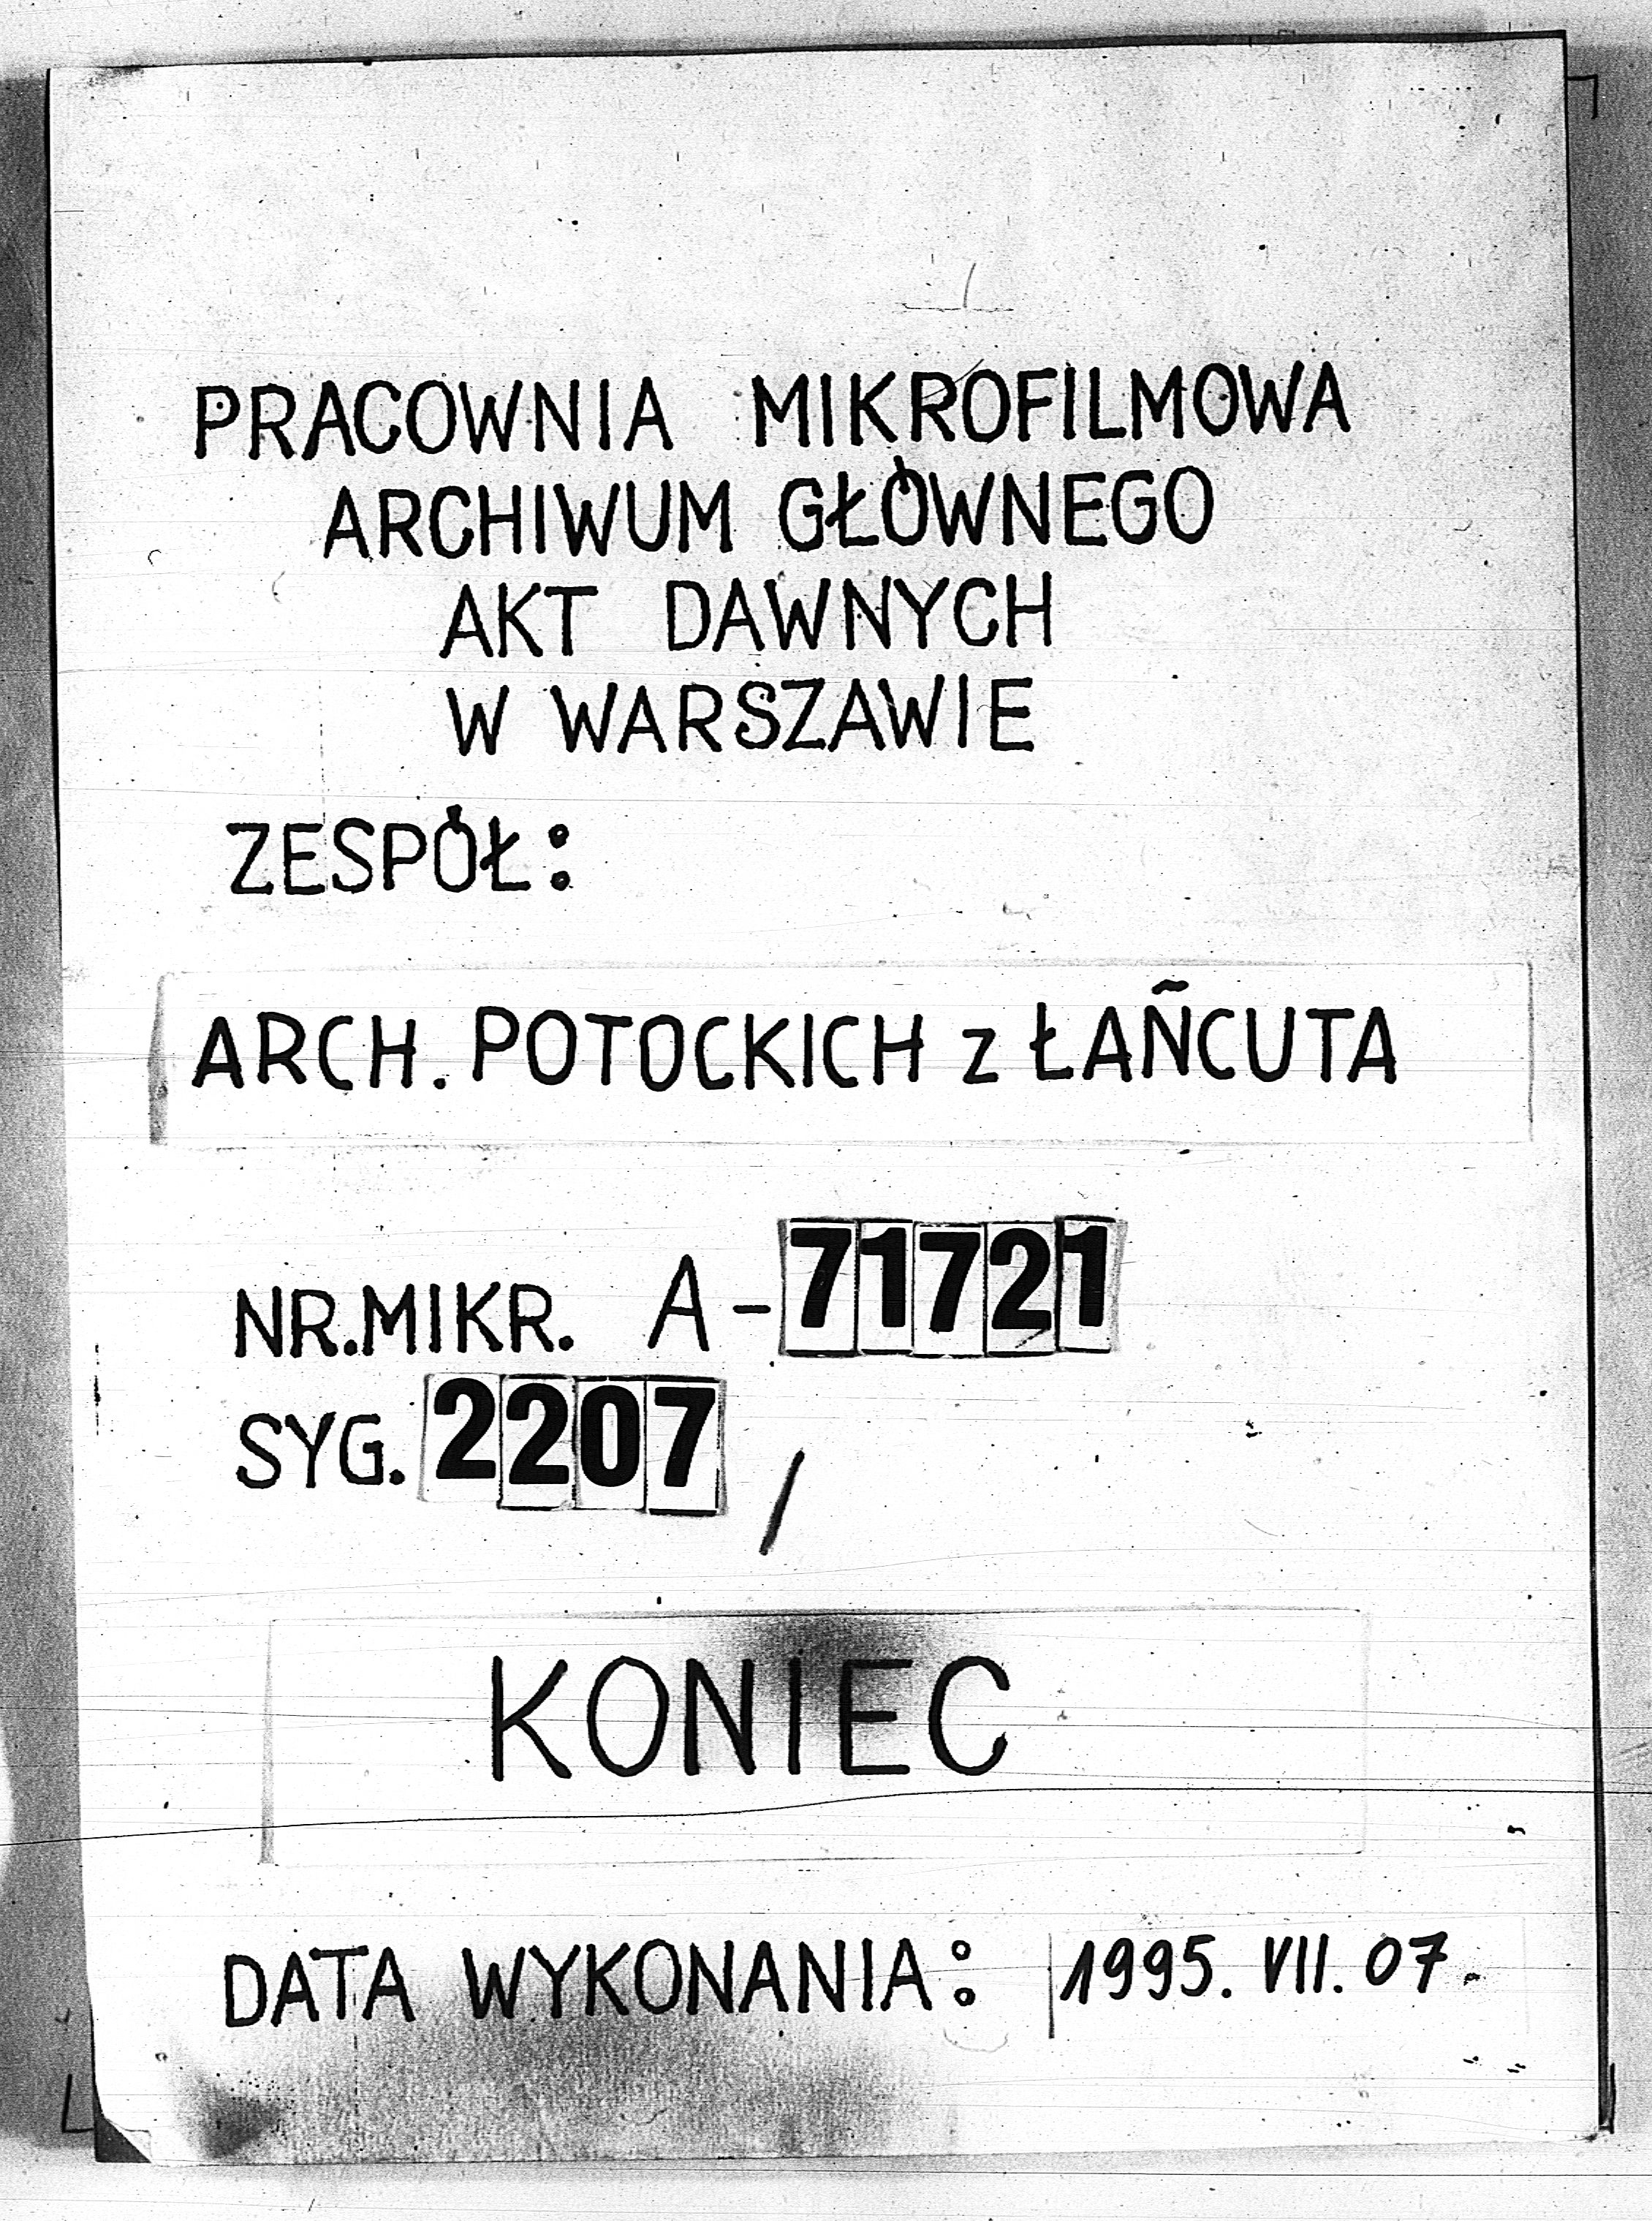 PRACOWNIA MIKROFILMOWA
ARCHIWUM GŁÓWNEGO
AKT DAWNYCH
W WARSZAWIE
ZESPÓŁ:
ARCH. POTOCKICH z ŁAŃCUTA
NR.MIKR. A-71721
SYG. 2207 /
KONIEC
DATA WYKONANIA: 1995. VII. 07.